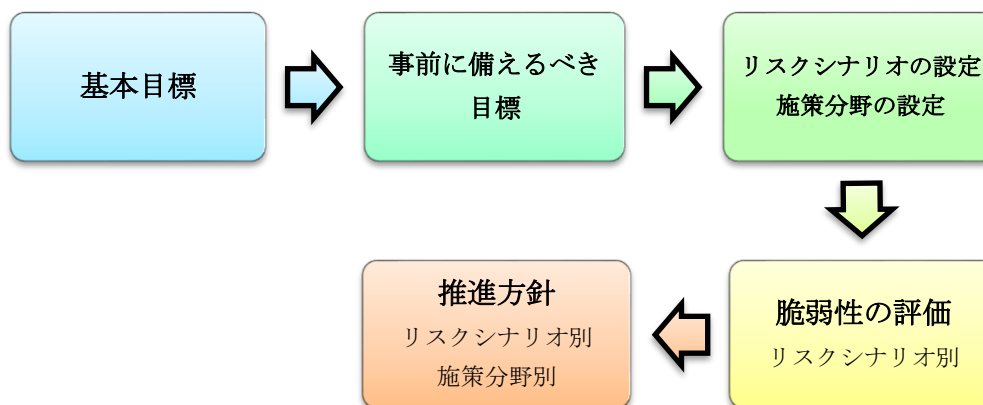 基本目標
事前に備えるべき
目標
リスクシナリオの設定
施策分野の設定
脆弱性の評価
リスクシナリオ別
推進方針
リスクシナリオ別
施策分野別